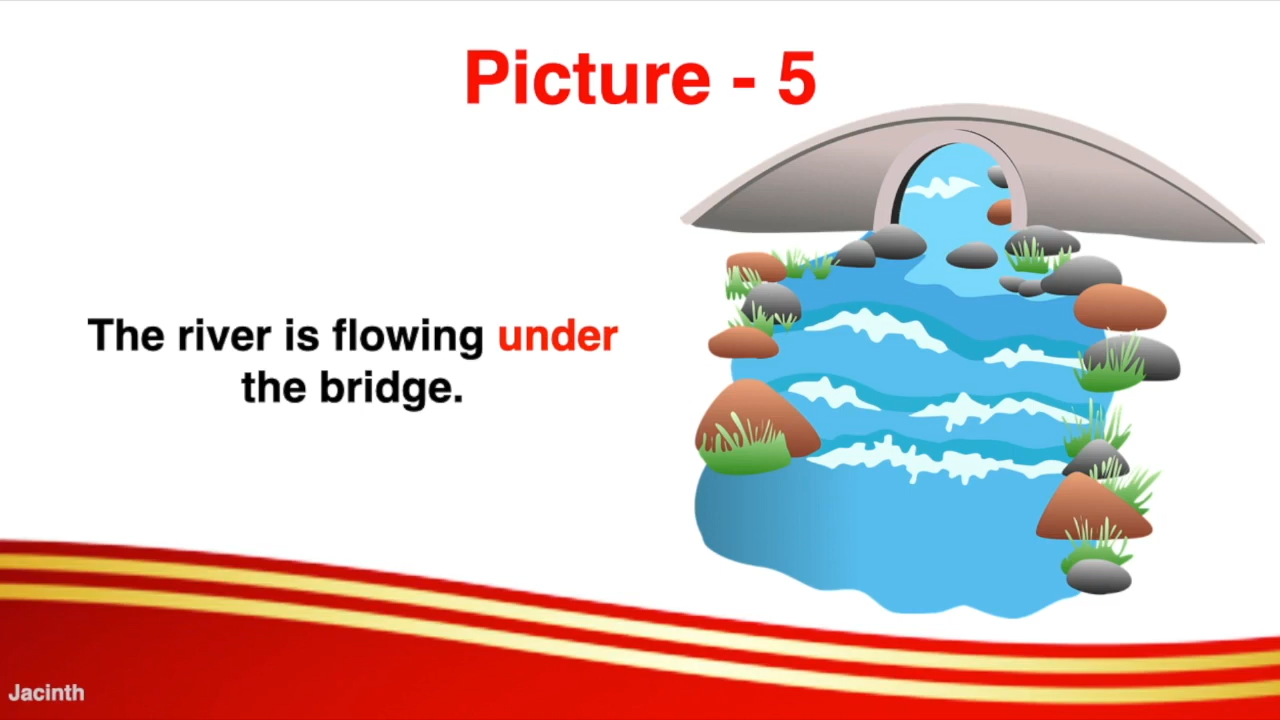 Picture - 5
The river is flowing under
the bridge.
Jacinth